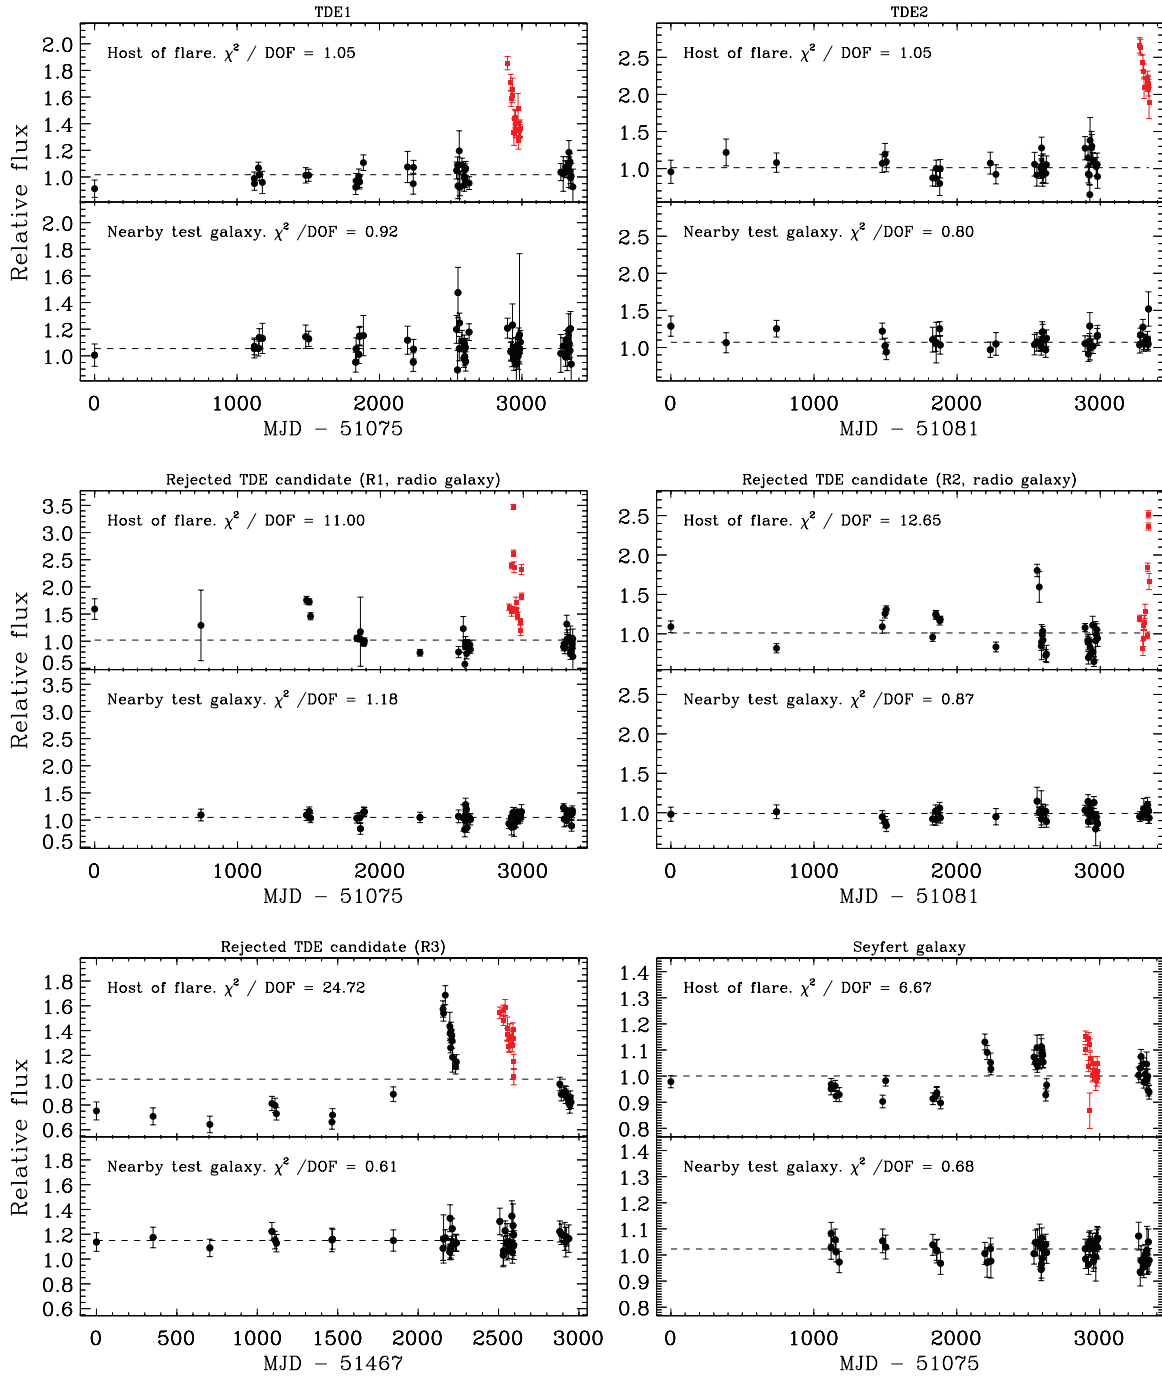 TDE1
Host of flare. χ² / DOF = 1.05
2.0
1.8
1.6
1.4
1.2
1.0
Relative flux
Nearby test galaxy. χ² /DOF = 0.92
2.0
1.8
1.6
1.4
1.2
1.0
0 1000 2000 3000
MJD − 51075
TDE2
Host of flare. χ² / DOF = 1.05
2.5
2.0
1.5
1.0
Nearby test galaxy. χ² /DOF = 0.80
2.5
2.0
1.5
1.0
0 1000 2000 3000
MJD − 51081
Rejected TDE candidate (R1, radio galaxy)
Host of flare. χ² / DOF = 11.00
3.5
3.0
2.5
2.0
1.5
1.0
0.5
Relative flux
Nearby test galaxy. χ² /DOF = 1.18
3.5
3.0
2.5
2.0
1.5
1.0
0.5
0 1000 2000 3000
MJD − 51075
Rejected TDE candidate (R2, radio galaxy)
Host of flare. χ² / DOF = 12.65
2.5
2.0
1.5
1.0
Nearby test galaxy. χ² /DOF = 0.87
2.5
2.0
1.5
1.0
0 1000 2000 3000
MJD − 51081
Rejected TDE candidate (R3)
Host of flare. χ² / DOF = 24.72
1.8
1.6
1.4
1.2
1.0
0.8
0.6
Relative flux
Nearby test galaxy. χ² /DOF = 0.61
1.8
1.6
1.4
1.2
1.0
0.8
0.6
0 500 1000 1500 2000 2500 3000
MJD − 51467
Seyfert galaxy
Host of flare. χ² / DOF = 6.67
1.4
1.3
1.2
1.1
1.0
0.9
0.8
Nearby test galaxy. χ² /DOF = 0.68
1.4
1.3
1.2
1.1
1.0
0.9
0.8
0 1000 2000 3000
MJD − 51075